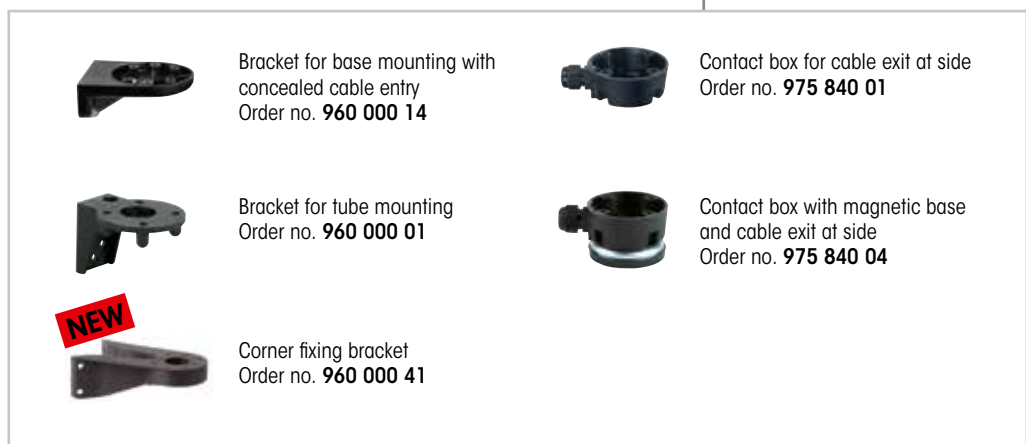 Bracket for base mounting with
concealed cable entry
Order no. 960 000 14
Bracket for tube mounting
Order no. 960 000 01
NEW
Corner fixing bracket
Order no. 960 000 41
Contact box for cable exit at side
Order no. 975 840 01
Contact box with magnetic base
and cable exit at side
Order no. 975 840 04